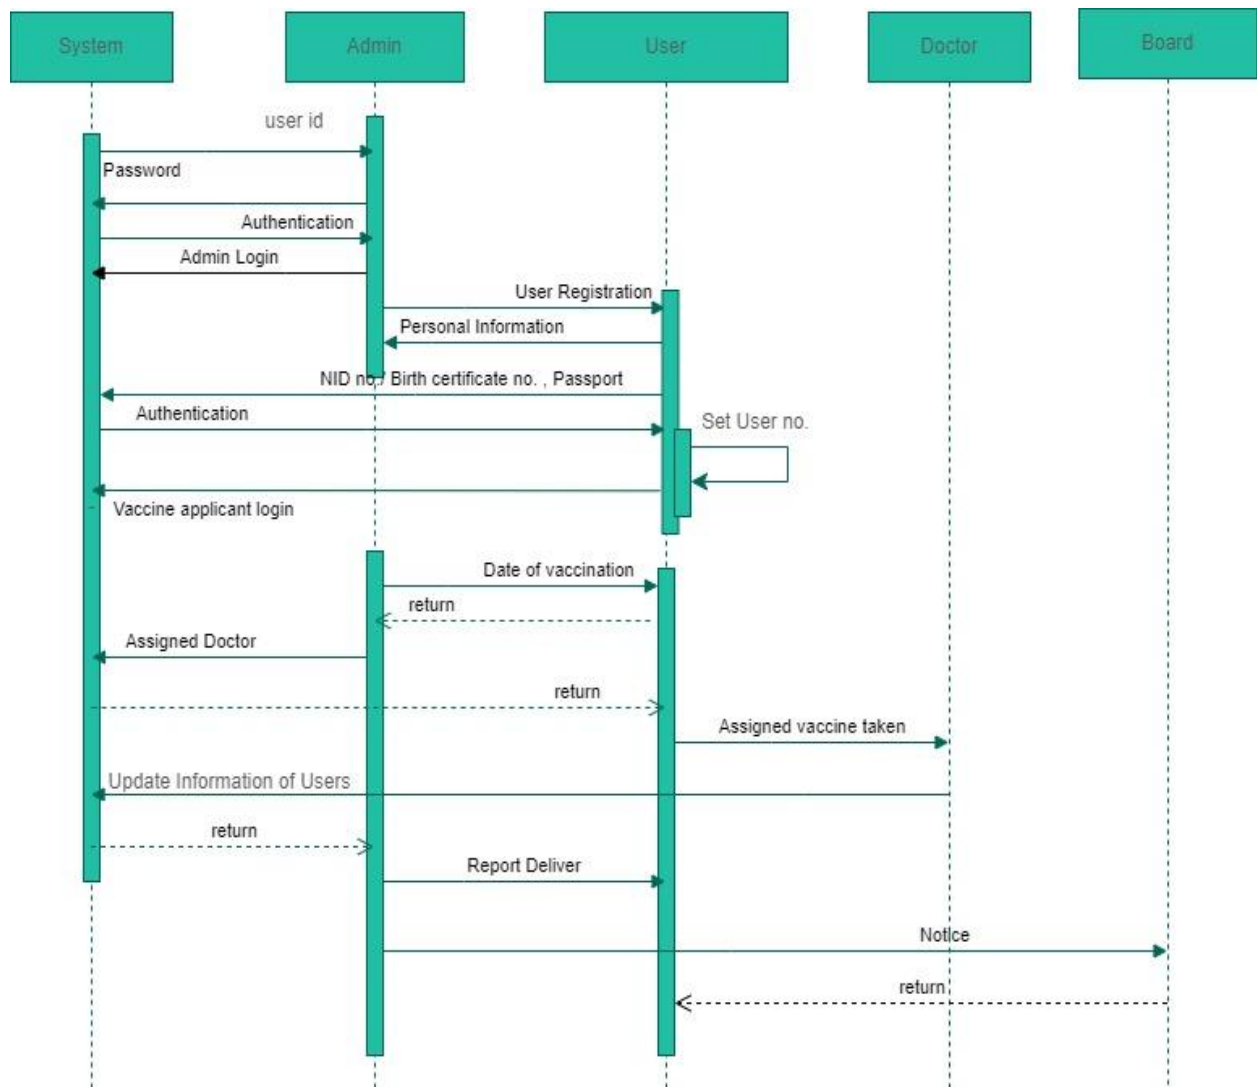 System
Admin
User
Doctor
Board
user id
Password
Authentication
Admin Login
User Registration
Personal Information
NID no./ Birth certificate no. , Passport
Authentication
Set User no.
Vaccine applicant login
Date of vaccination
return
Assigned Doctor
return
Assigned vaccine taken
Update Information of Users
return
Report Deliver
Notice
return